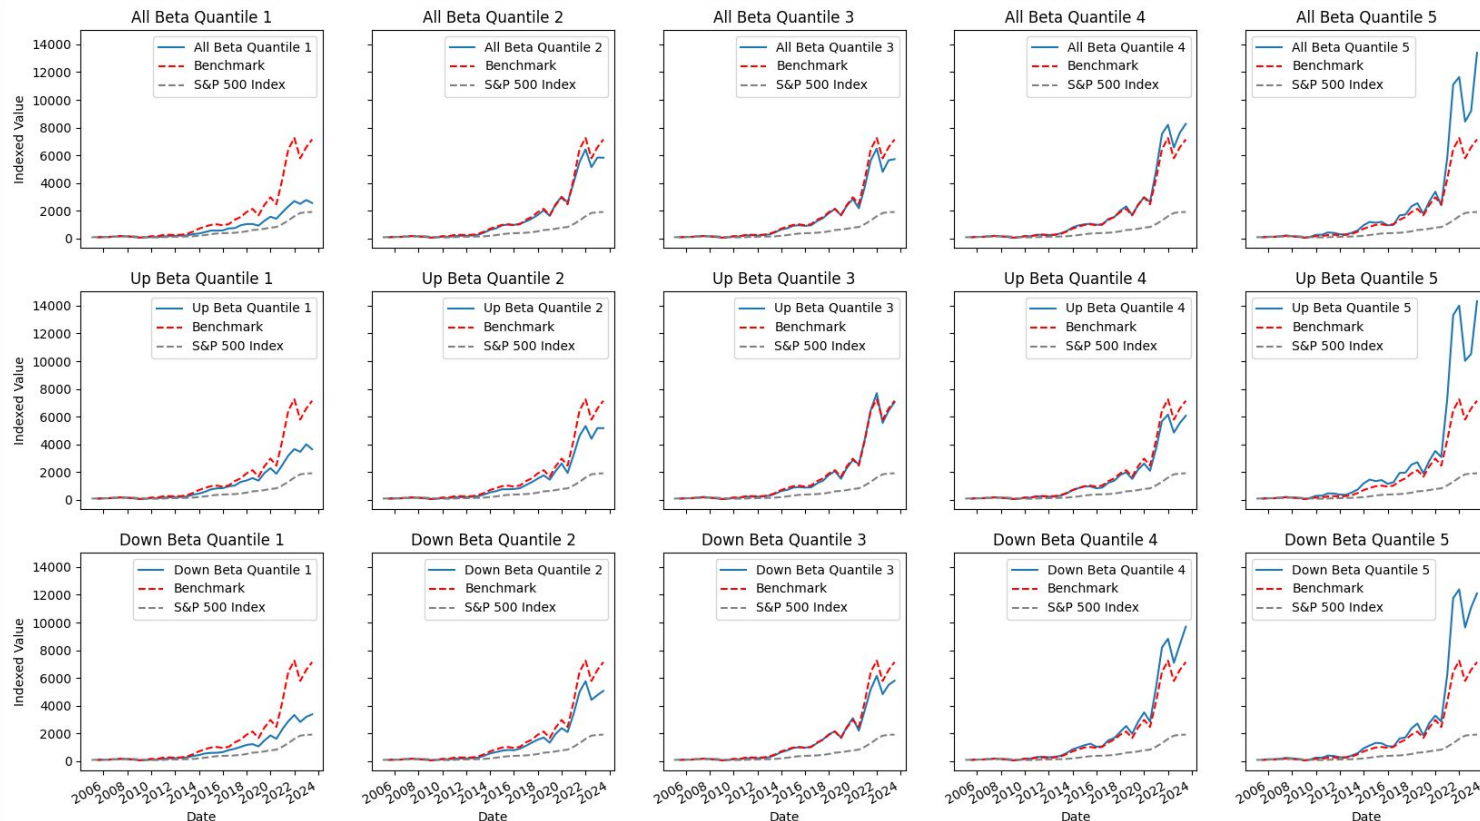 All Beta Quantile 1
All Beta Quantile 2
All Beta Quantile 3
All Beta Quantile 4
All Beta Quantile 5
14000
12000
10000
8000
6000
4000
2000
0
Indexed Value
All Beta Quantile 1
Benchmark
S&P 500 Index
All Beta Quantile 2
Benchmark
S&P 500 Index
All Beta Quantile 3
Benchmark
S&P 500 Index
All Beta Quantile 4
Benchmark
S&P 500 Index
All Beta Quantile 5
Benchmark
S&P 500 Index
Up Beta Quantile 1
Up Beta Quantile 2
Up Beta Quantile 3
Up Beta Quantile 4
Up Beta Quantile 5
14000
12000
10000
8000
6000
4000
2000
0
Indexed Value
Up Beta Quantile 1
Benchmark
S&P 500 Index
Up Beta Quantile 2
Benchmark
S&P 500 Index
Up Beta Quantile 3
Benchmark
S&P 500 Index
Up Beta Quantile 4
Benchmark
S&P 500 Index
Up Beta Quantile 5
Benchmark
S&P 500 Index
Down Beta Quantile 1
Down Beta Quantile 2
Down Beta Quantile 3
Down Beta Quantile 4
Down Beta Quantile 5
14000
12000
10000
8000
6000
4000
2000
0
Indexed Value
Down Beta Quantile 1
Benchmark
S&P 500 Index
Down Beta Quantile 2
Benchmark
S&P 500 Index
Down Beta Quantile 3
Benchmark
S&P 500 Index
Down Beta Quantile 4
Benchmark
S&P 500 Index
Down Beta Quantile 5
Benchmark
S&P 500 Index
2006 2008 2010 2012 2014 2016 2018 2020 2022 2024
Date
2006 2008 2010 2012 2014 2016 2018 2020 2022 2024
Date
2006 2008 2010 2012 2014 2016 2018 2020 2022 2024
Date
2006 2008 2010 2012 2014 2016 2018 2020 2022 2024
Date
2006 2008 2010 2012 2014 2016 2018 2020 2022 2024
Date